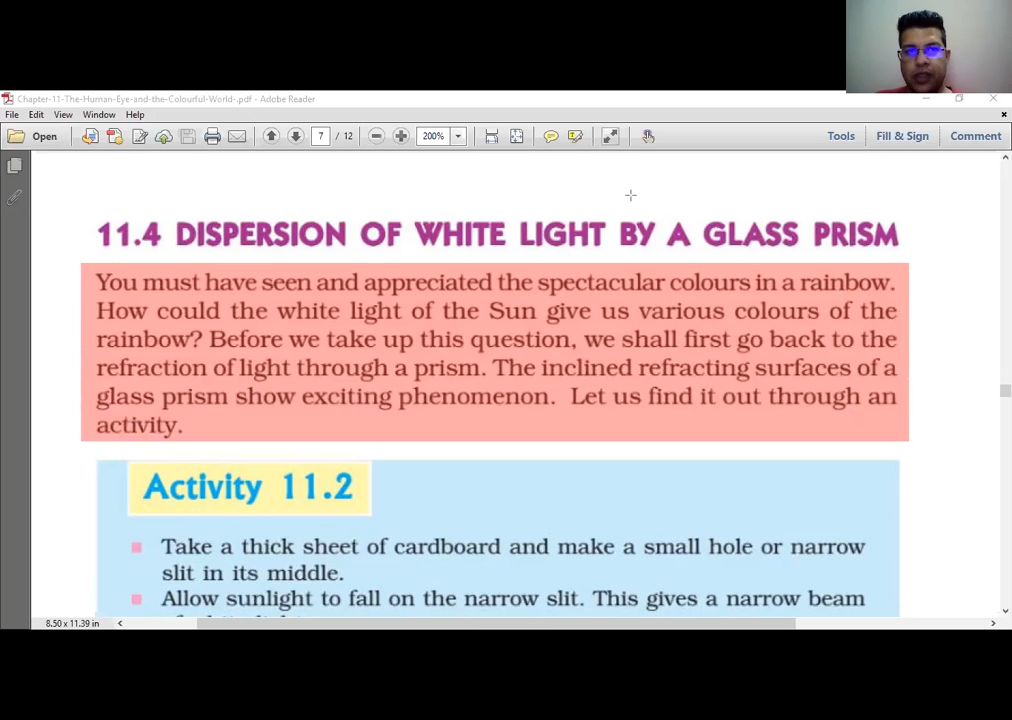 Chapter-11-The-Human-Eye-and-the-Colourful-World-.pdf - Adobe Reader
File Edit View Window Help
Open 7 / 12 200% Tools Fill & Sign Comment
11.4 DISPERSION OF WHITE LIGHT BY A GLASS PRISM
You must have seen and appreciated the spectacular colours in a rainbow.
How could the white light of the Sun give us various colours of the
rainbow? Before we take up this question, we shall first go back to the
refraction of light through a prism. The inclined refracting surfaces of a
glass prism show exciting phenomenon. Let us find it out through an
activity.
Activity 11.2
Take a thick sheet of cardboard and make a small hole or narrow
slit in its middle.
Allow sunlight to fall on the narrow slit. This gives a narrow beam
8.50 x 11.39 in